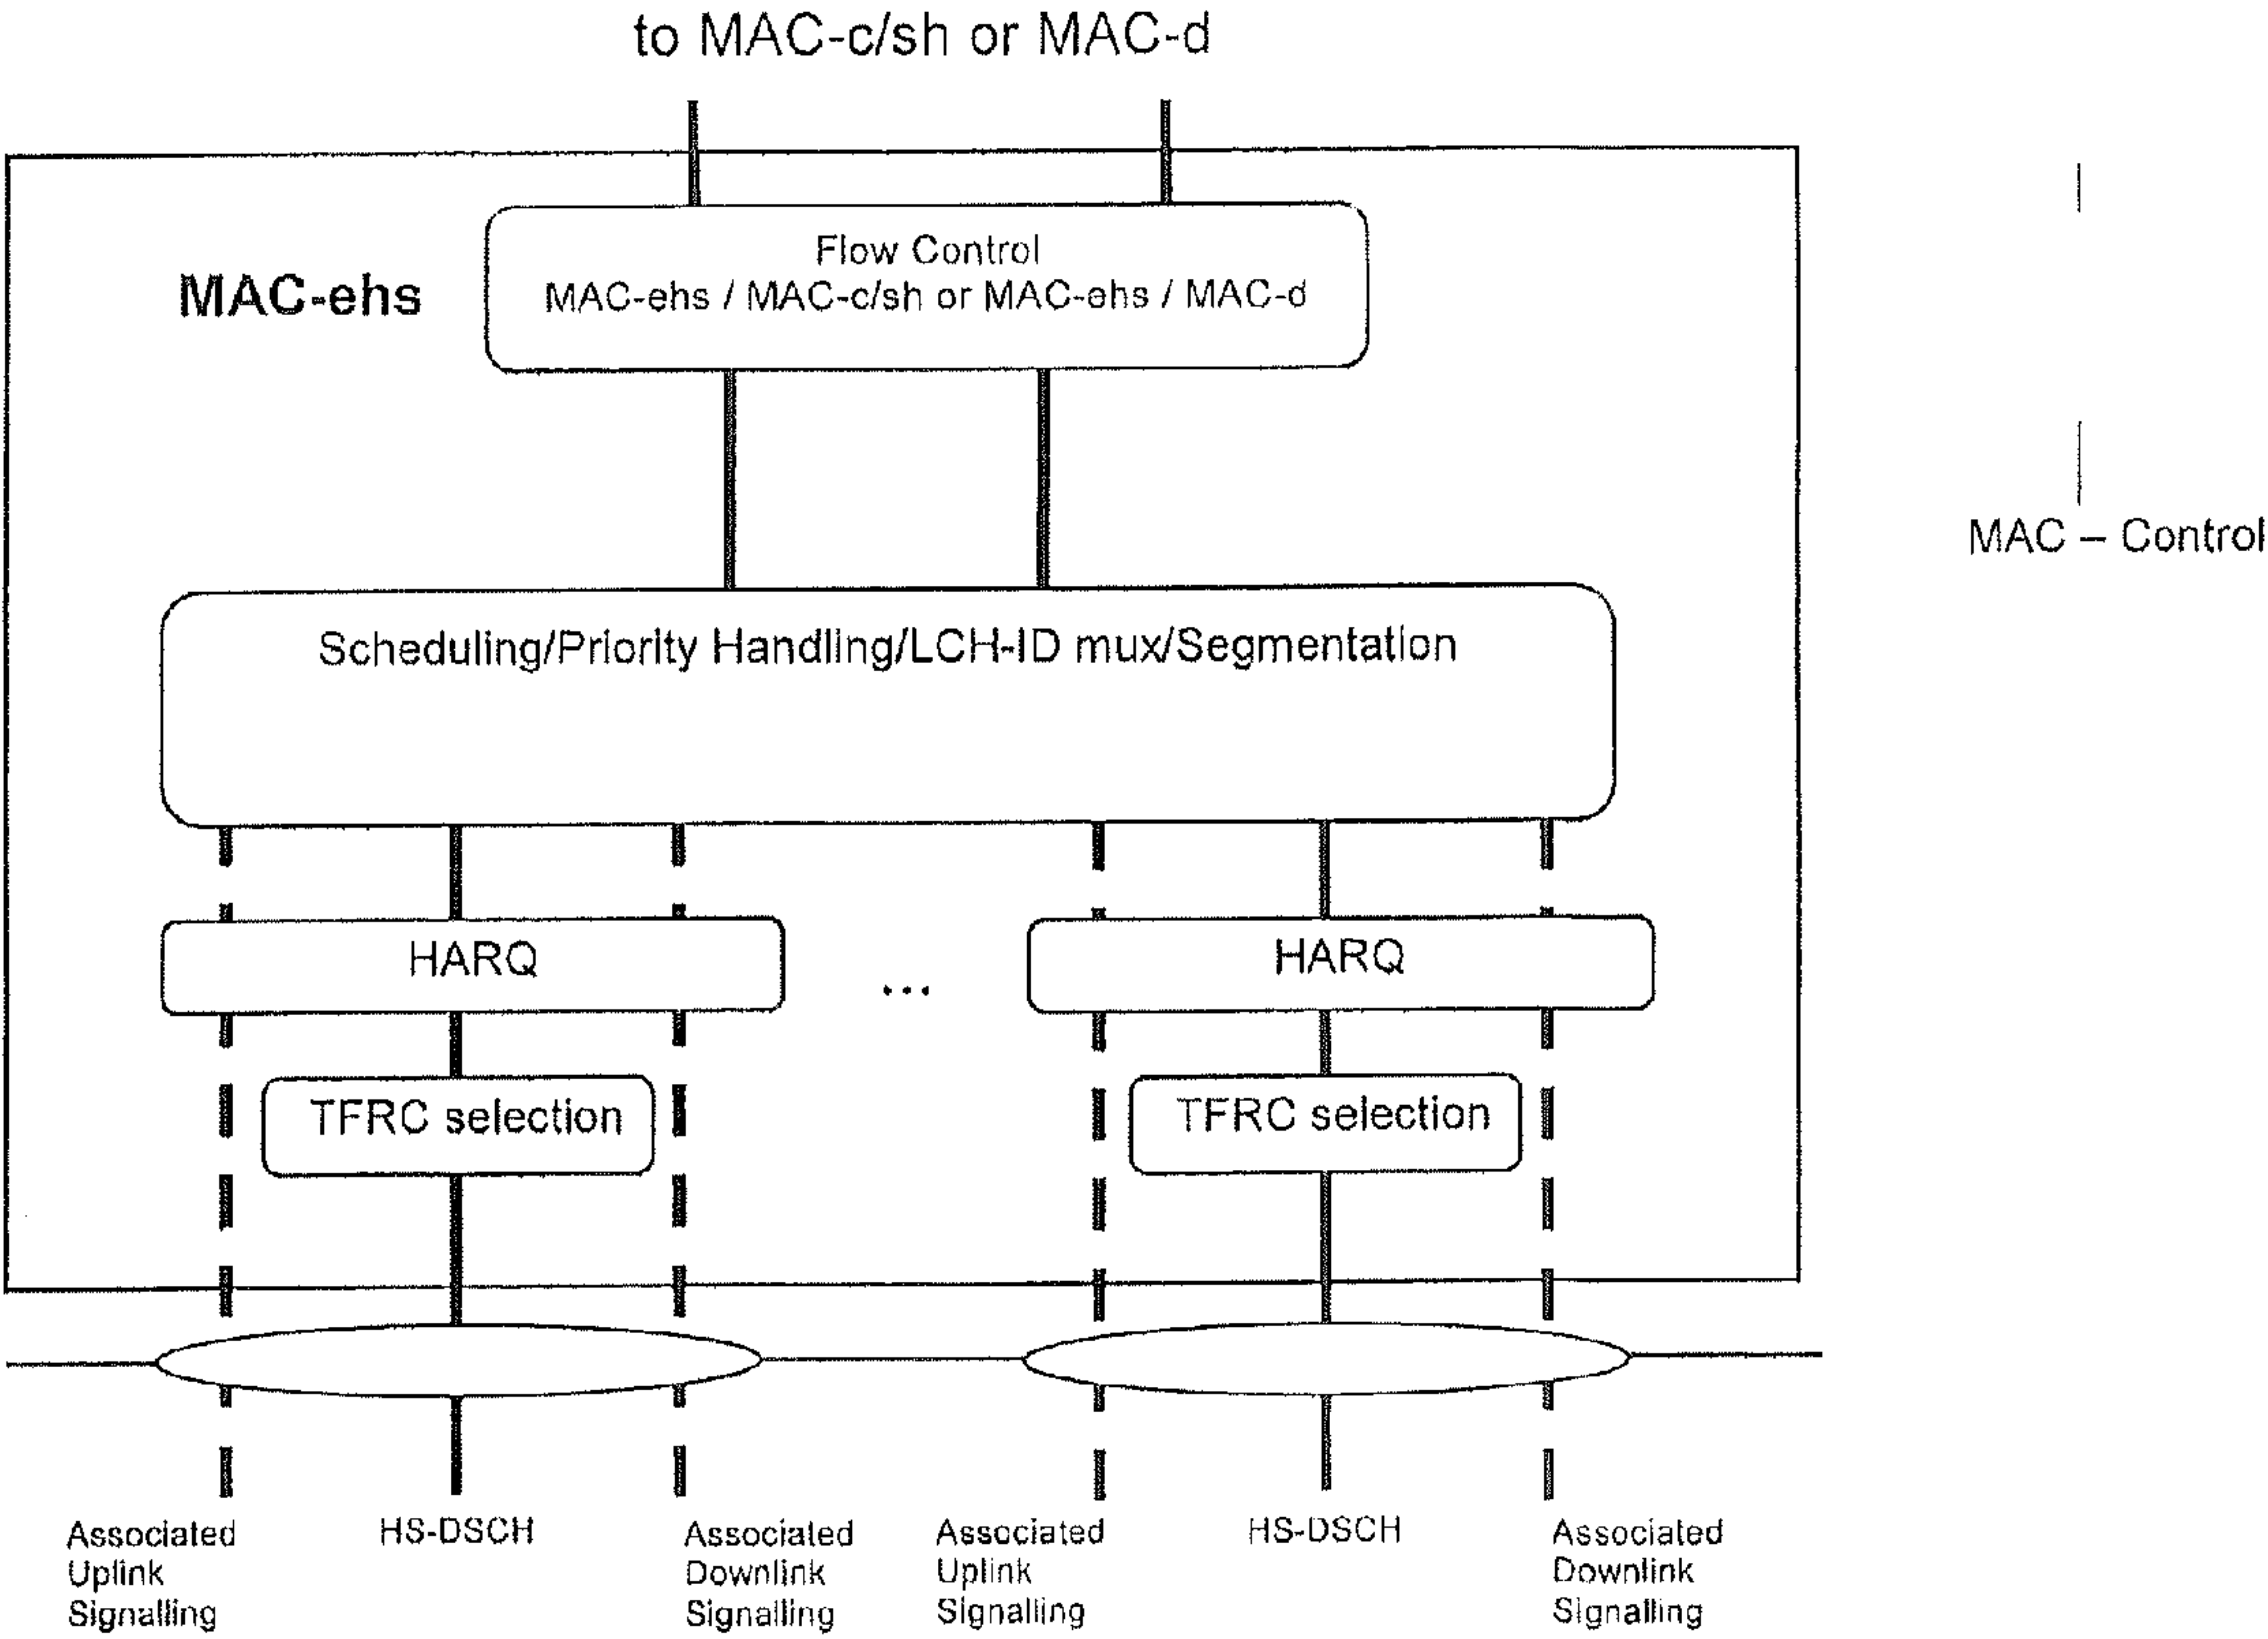 to MAC-c/sh or MAC-d
Flow Control
MAC-ehs / MAC-c/sh or MAC-ehs / MAC-d
MAC-ehs
MAC – Control
Scheduling/Priority Handling/LCH-ID mux/Segmentation
HARQ
...
HARQ
TFRC selection
TFRC selection
Associated
Uplink
Signalling
HS-DSCH
Associated
Downlink
Signalling
Associated
Uplink
Signalling
HS-DSCH
Associated
Downlink
Signalling